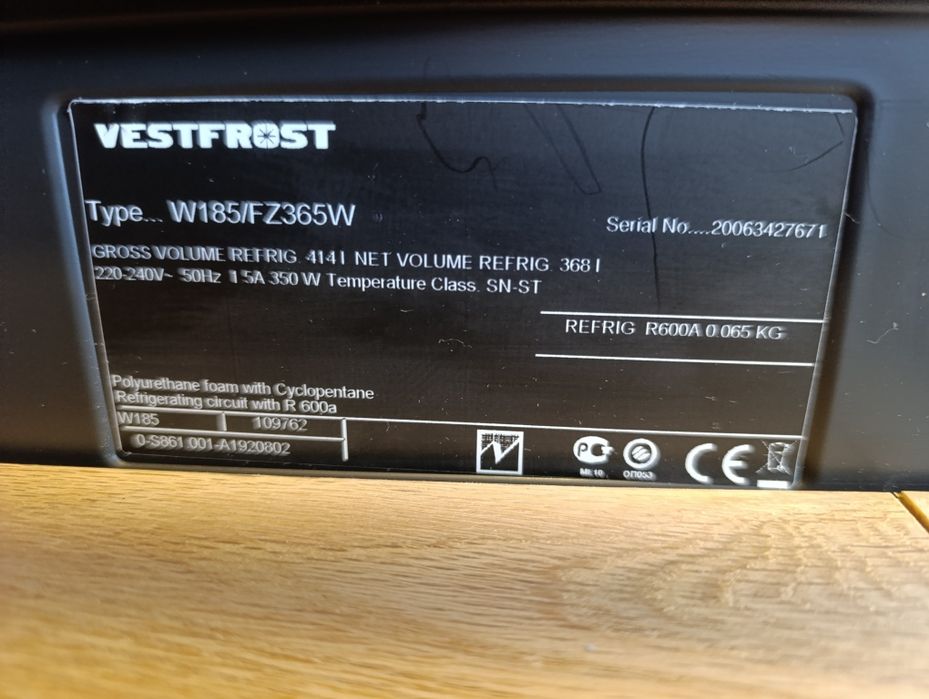 VESTFROST
Type... W185/FZ365W
Serial No....20063427671
GROSS VOLUME REFRIG. 414 l NET VOLUME REFRIG. 368 l
220-240V~ 50Hz 1.5A 350 W Temperature Class. SN-ST
REFRIG R600A 0.065 KG
Polyurethane foam with Cyclopentane
Refrigerating circuit with R 600a
W185 109762
0-S861.001-A1920802
ME10 ОП053
CE